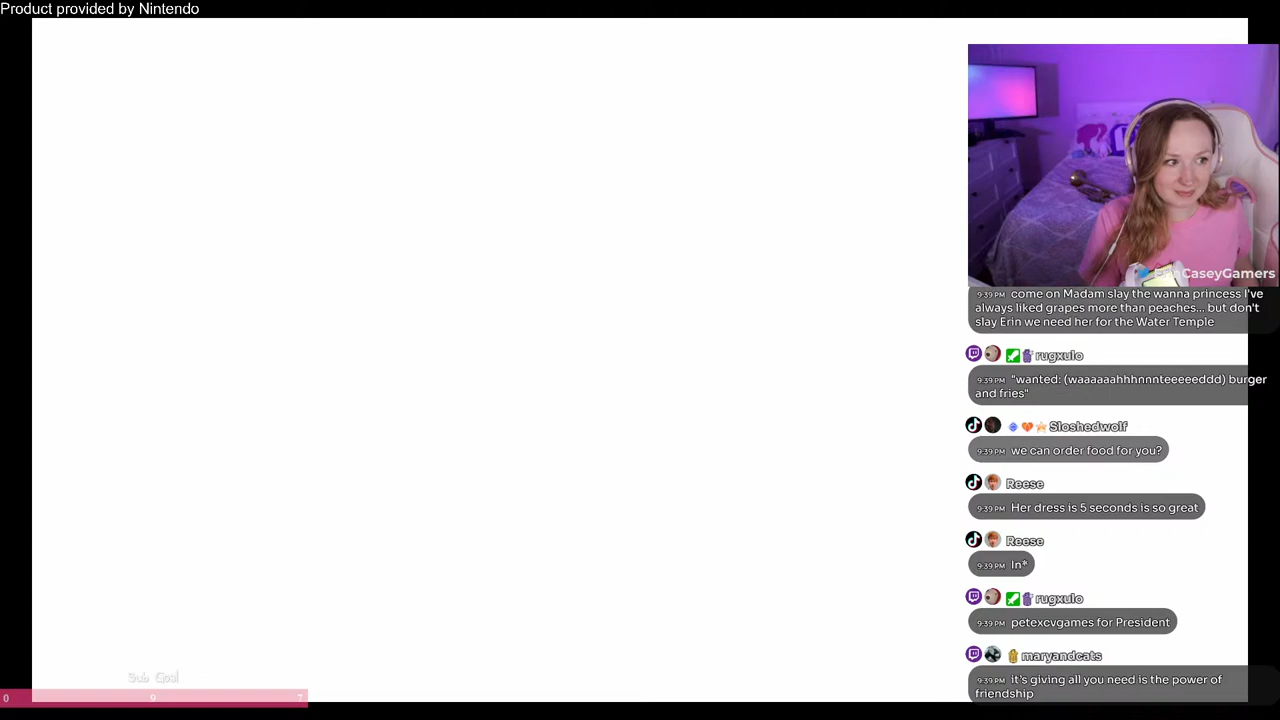 Product provided by Nintendo
ErinCaseyGamers
9:39 PM come on Madam slay the wanna princess I've
always liked grapes more than peaches... but don't
slay Erin we need her for the Water Temple
rugxulo
9:39 PM "wanted: (waaaaaahhhnnnteeeeeddd) burger
and fries"
Sloshedwolf
9:39 PM we can order food for you?
Reese
9:39 PM Her dress is 5 seconds is so great
Reese
9:39 PM In*
rugxulo
9:39 PM petexcvgames for President
maryandcats
9:39 PM it's giving all you need is the power of
friendship
Sub Goal
0 9 7